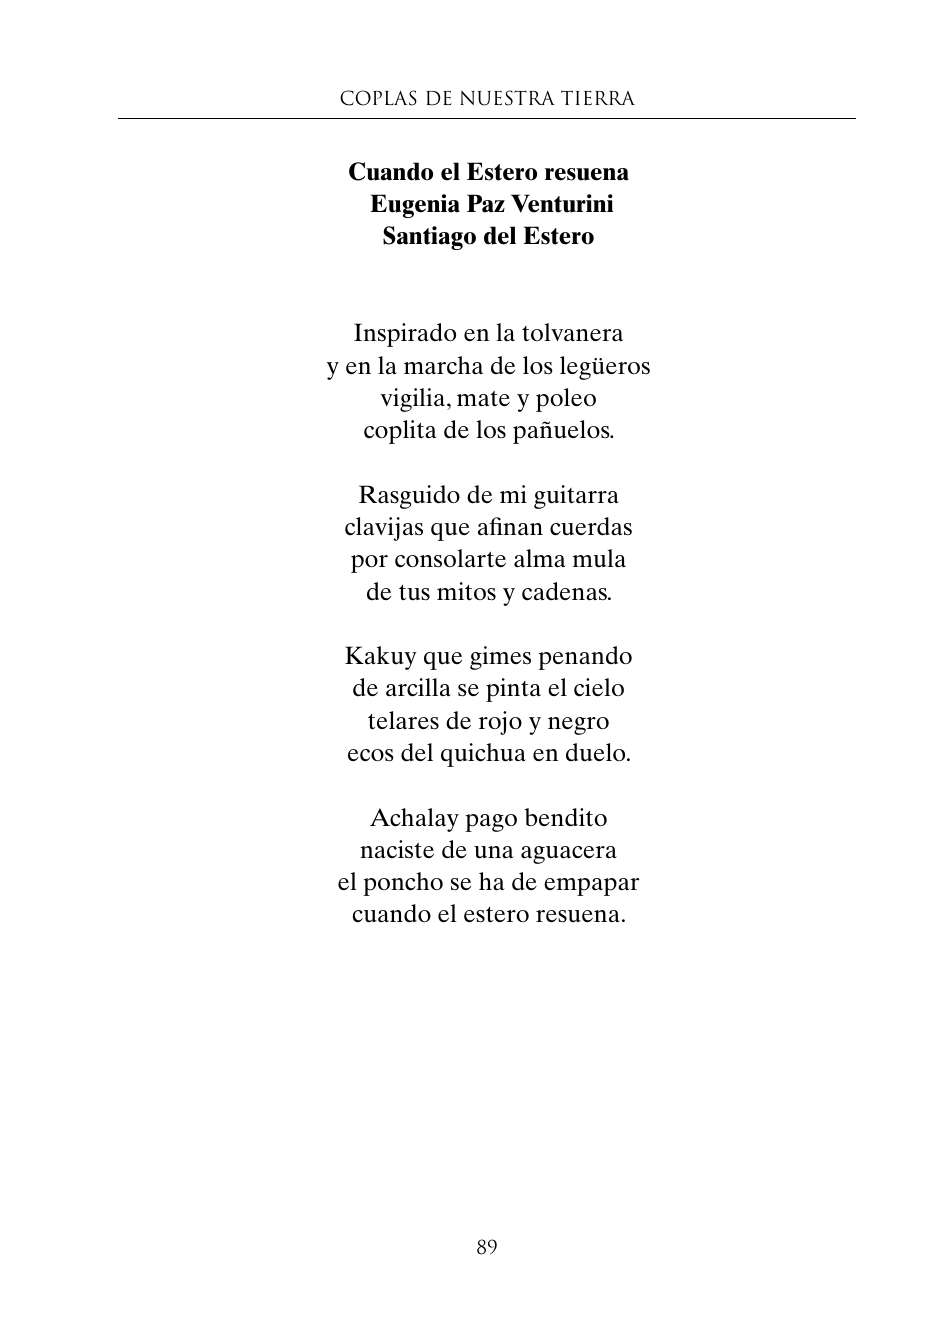 COPLAS DE NUESTRA TIERRA
Cuando el Estero resuena
Eugenia Paz Venturini
Santiago del Estero
Inspirado en la tolvanera
y en la marcha de los legüeros
vigilia, mate y poleo
coplita de los pañuelos.
Rasguido de mi guitarra
clavijas que afinan cuerdas
por consolarte alma mula
de tus mitos y cadenas.
Kakuy que gimes penando
de arcilla se pinta el cielo
telares de rojo y negro
ecos del quichua en duelo.
Achalay pago bendito
naciste de una aguacera
el poncho se ha de empapar
cuando el estero resuena.
89